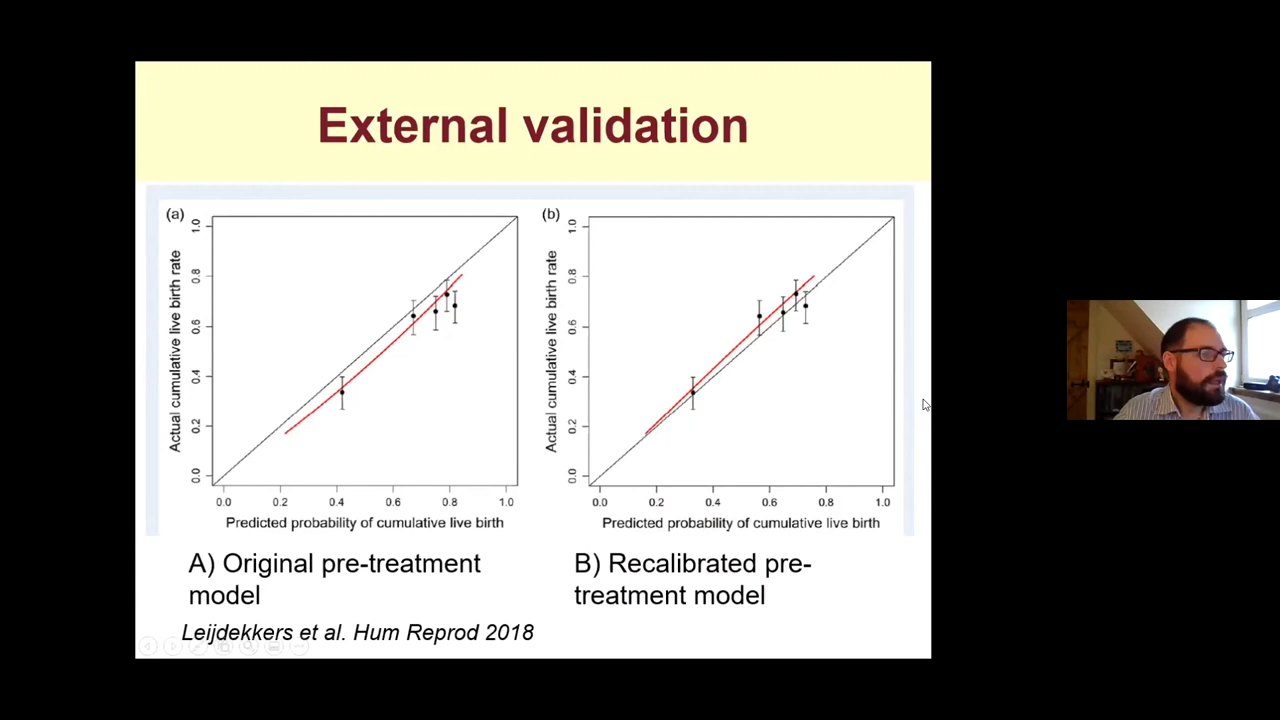 External validation
(a)
Actual cumulative live birth rate
1.0
0.8
0.6
0.4
0.2
0.0
0.0 0.2 0.4 0.6 0.8 1.0
Predicted probability of cumulative live birth
(b)
Actual cumulative live birth rate
1.0
0.8
0.6
0.4
0.2
0.0
0.0 0.2 0.4 0.6 0.8 1.0
Predicted probability of cumulative live birth
A) Original pre-treatment
model
B) Recalibrated pre-
treatment model
Leijdekkers et al. Hum Reprod 2018